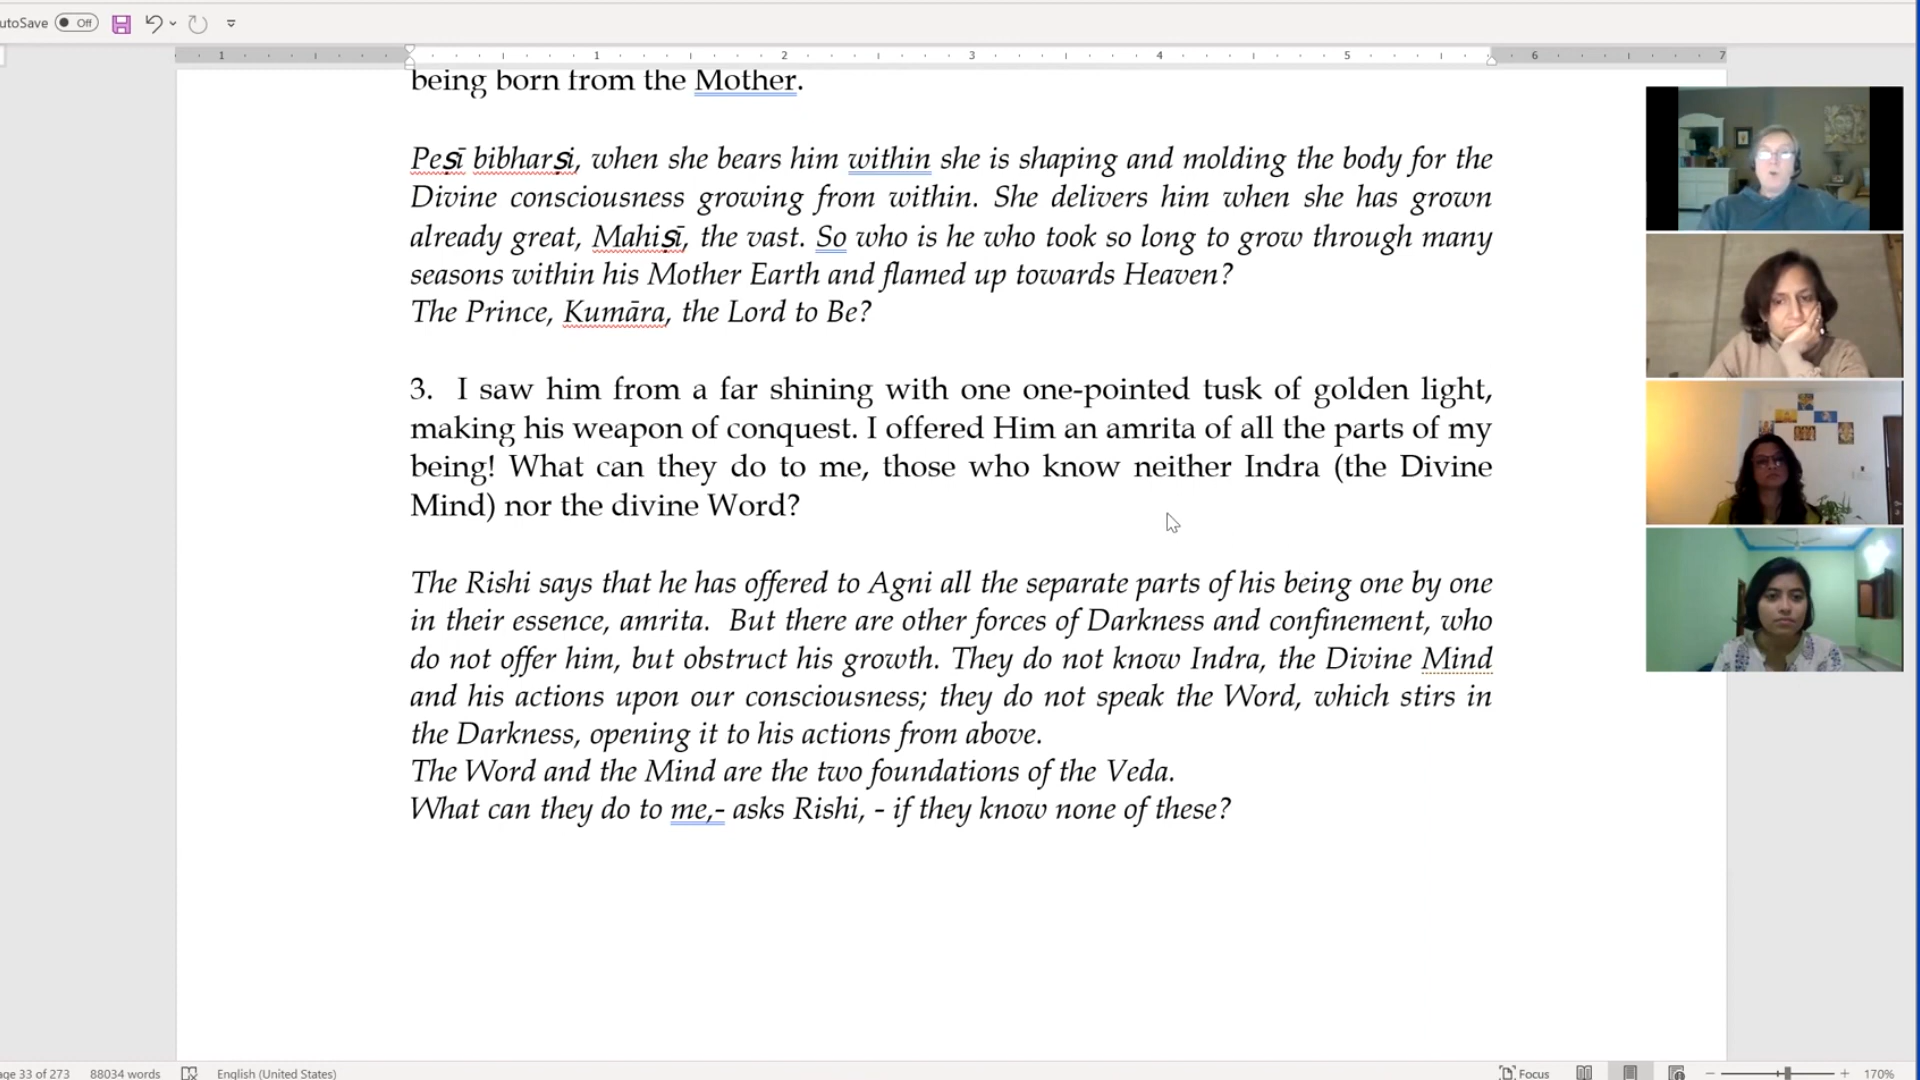 utoSave Off
1 1 2 3 4 5 6 7
being born from the Mother.
Peṣī bibharṣi, when she bears him within she is shaping and molding the body for the
Divine consciousness growing from within. She delivers him when she has grown
already great, Mahiṣī, the vast. So who is he who took so long to grow through many
seasons within his Mother Earth and flamed up towards Heaven?
The Prince, Kumāra, the Lord to Be?
3. I saw him from a far shining with one one-pointed tusk of golden light,
making his weapon of conquest. I offered Him an amrita of all the parts of my
being! What can they do to me, those who know neither Indra (the Divine
Mind) nor the divine Word?
The Rishi says that he has offered to Agni all the separate parts of his being one by one
in their essence, amrita. But there are other forces of Darkness and confinement, who
do not offer him, but obstruct his growth. They do not know Indra, the Divine Mind
and his actions upon our consciousness; they do not speak the Word, which stirs in
the Darkness, opening it to his actions from above.
The Word and the Mind are the two foundations of the Veda.
What can they do to me,- asks Rishi, - if they know none of these?
age 33 of 273 88034 words English (United States) Focus 170%